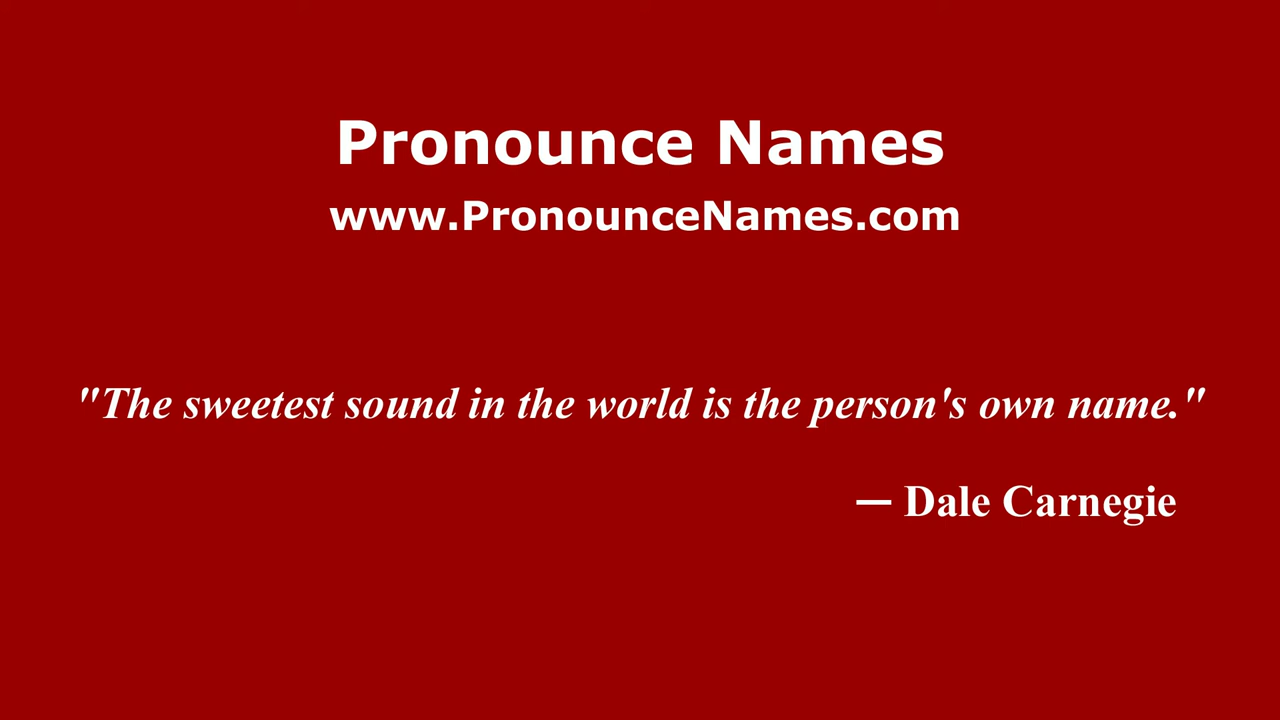 Pronounce Names
www.PronounceNames.com
"The sweetest sound in the world is the person's own name."
— Dale Carnegie